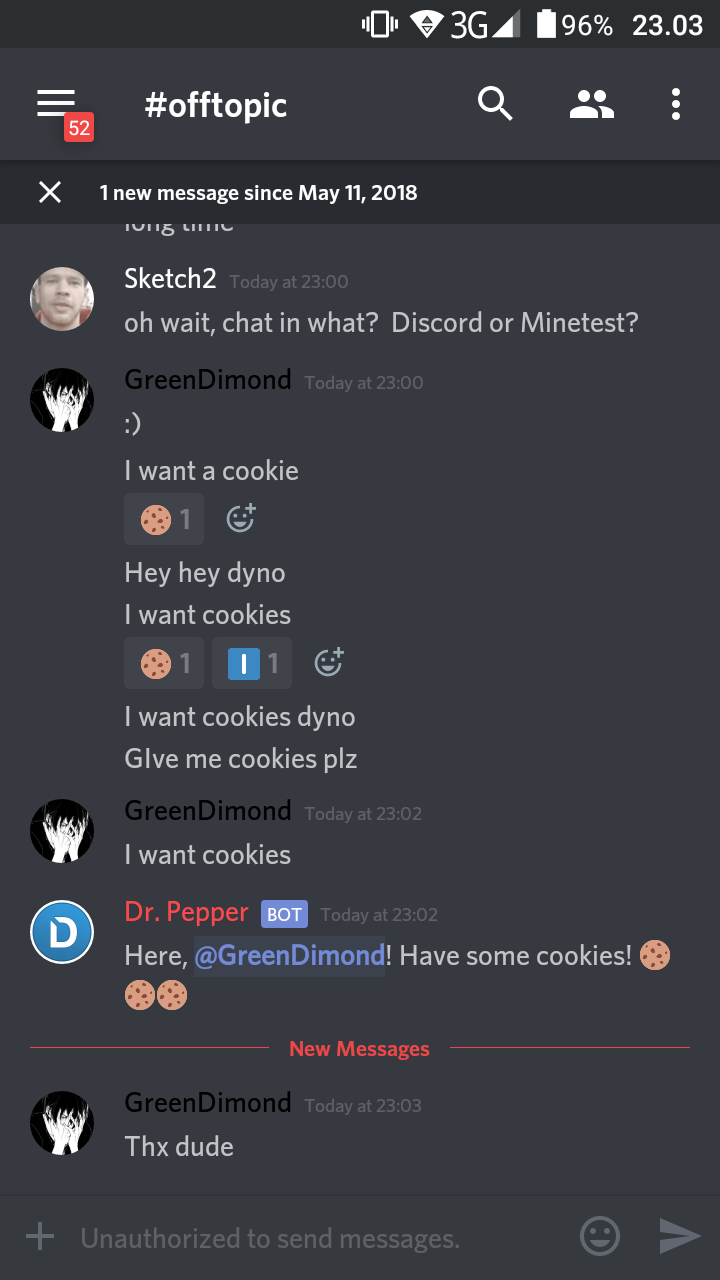 3G 96% 23.03
52 #offtopic
1 new message since May 11, 2018
long time
Sketch2 Today at 23:00
oh wait, chat in what?  Discord or Minetest?
GreenDimond Today at 23:00
:)
I want a cookie
1
Hey hey dyno
I want cookies
1 I 1
I want cookies dyno
GIve me cookies plz
GreenDimond Today at 23:02
I want cookies
D Dr. Pepper BOT Today at 23:02
Here, @GreenDimond! Have some cookies! 🍪
🍪🍪
New Messages
GreenDimond Today at 23:03
Thx dude
Unauthorized to send messages.